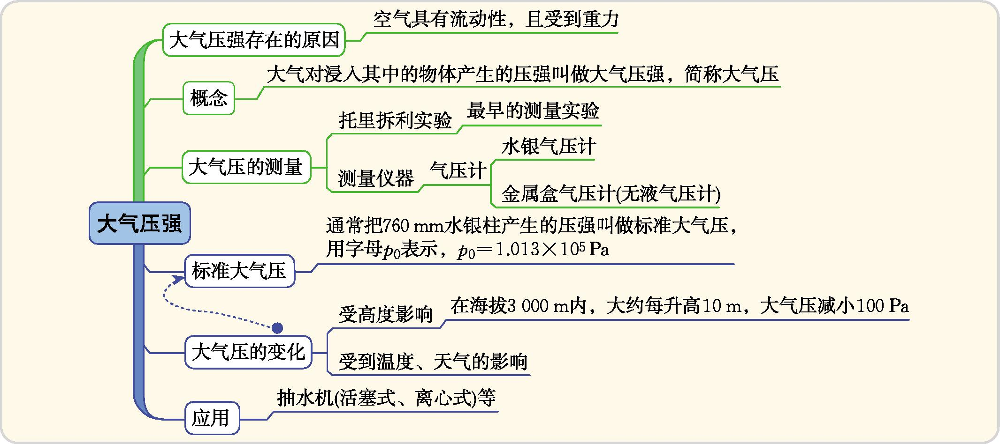 空气具有流动性，且受到重力
大气压强存在的原因
大气对浸入其中的物体产生的压强叫做大气压强，简称大气压
概念
最早的测量实验
托里拆利实验
水银气压计
大气压的测量
气压计
测量仪器
金属盒气压计(无液气压计)
大气压强
通常把760 mm水银柱产生的压强叫做标准大气压，
用字母p₀表示，p₀＝1.013×10⁵ Pa
标准大气压
在海拔3 000 m内，大约每升高10 m，大气压减小100 Pa
受高度影响
大气压的变化
受到温度、天气的影响
抽水机(活塞式、离心式)等
应用